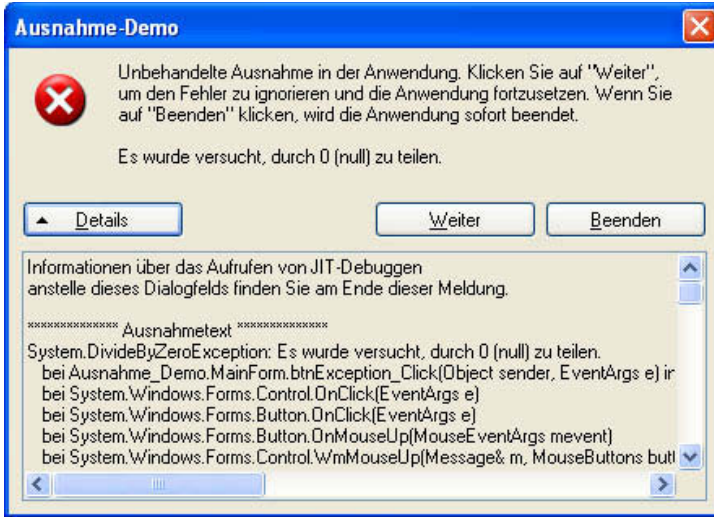 Ausnahme-Demo
Unbehandelte Ausnahme in der Anwendung. Klicken Sie auf "Weiter",
um den Fehler zu ignorieren und die Anwendung fortzusetzen. Wenn Sie
auf "Beenden" klicken, wird die Anwendung sofort beendet.
Es wurde versucht, durch 0 (null) zu teilen.
Details Weiter Beenden
Informationen über das Aufrufen von JIT-Debuggen
anstelle dieses Dialogfelds finden Sie am Ende dieser Meldung.
************** Ausnahmetext **************
System.DivideByZeroException: Es wurde versucht, durch 0 (null) zu teilen.
bei Ausnahme_Demo.MainForm.btnException_Click(Object sender, EventArgs e) in
bei System.Windows.Forms.Control.OnClick(EventArgs e)
bei System.Windows.Forms.Button.OnClick(EventArgs e)
bei System.Windows.Forms.Button.OnMouseUp(MouseEventArgs mevent)
bei System.Windows.Forms.Control.WmMouseUp(Message& m, MouseButtons butt